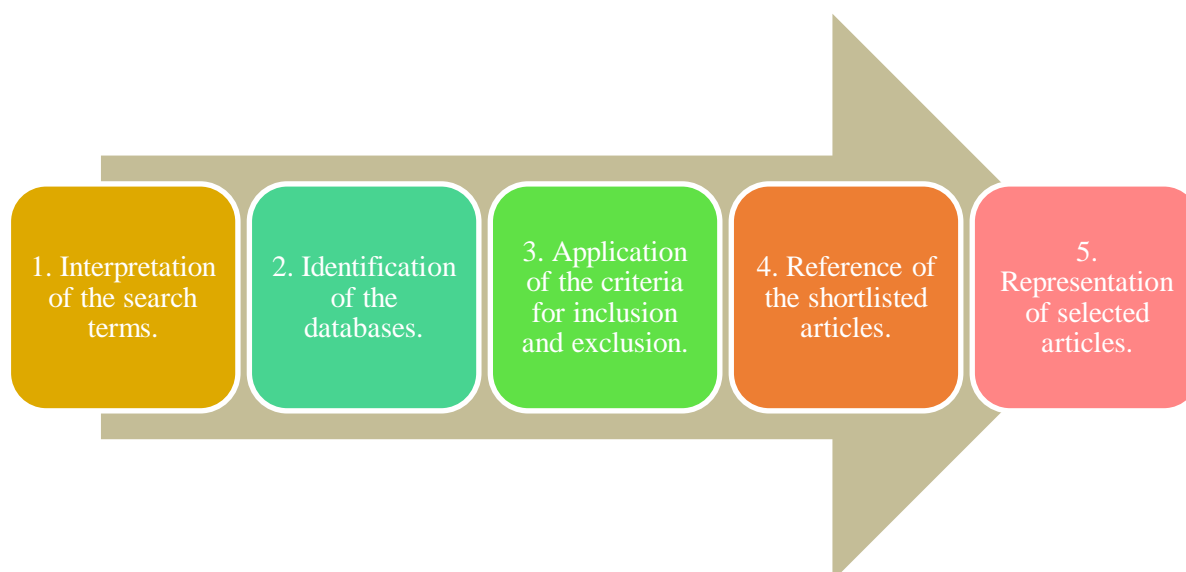 1. Interpretation
of the search
terms.
2. Identification
of the
databases.
3. Application
of the criteria
for inclusion
and exclusion.
4. Reference of
the shortlisted
articles.
5.
Representation
of selected
articles.